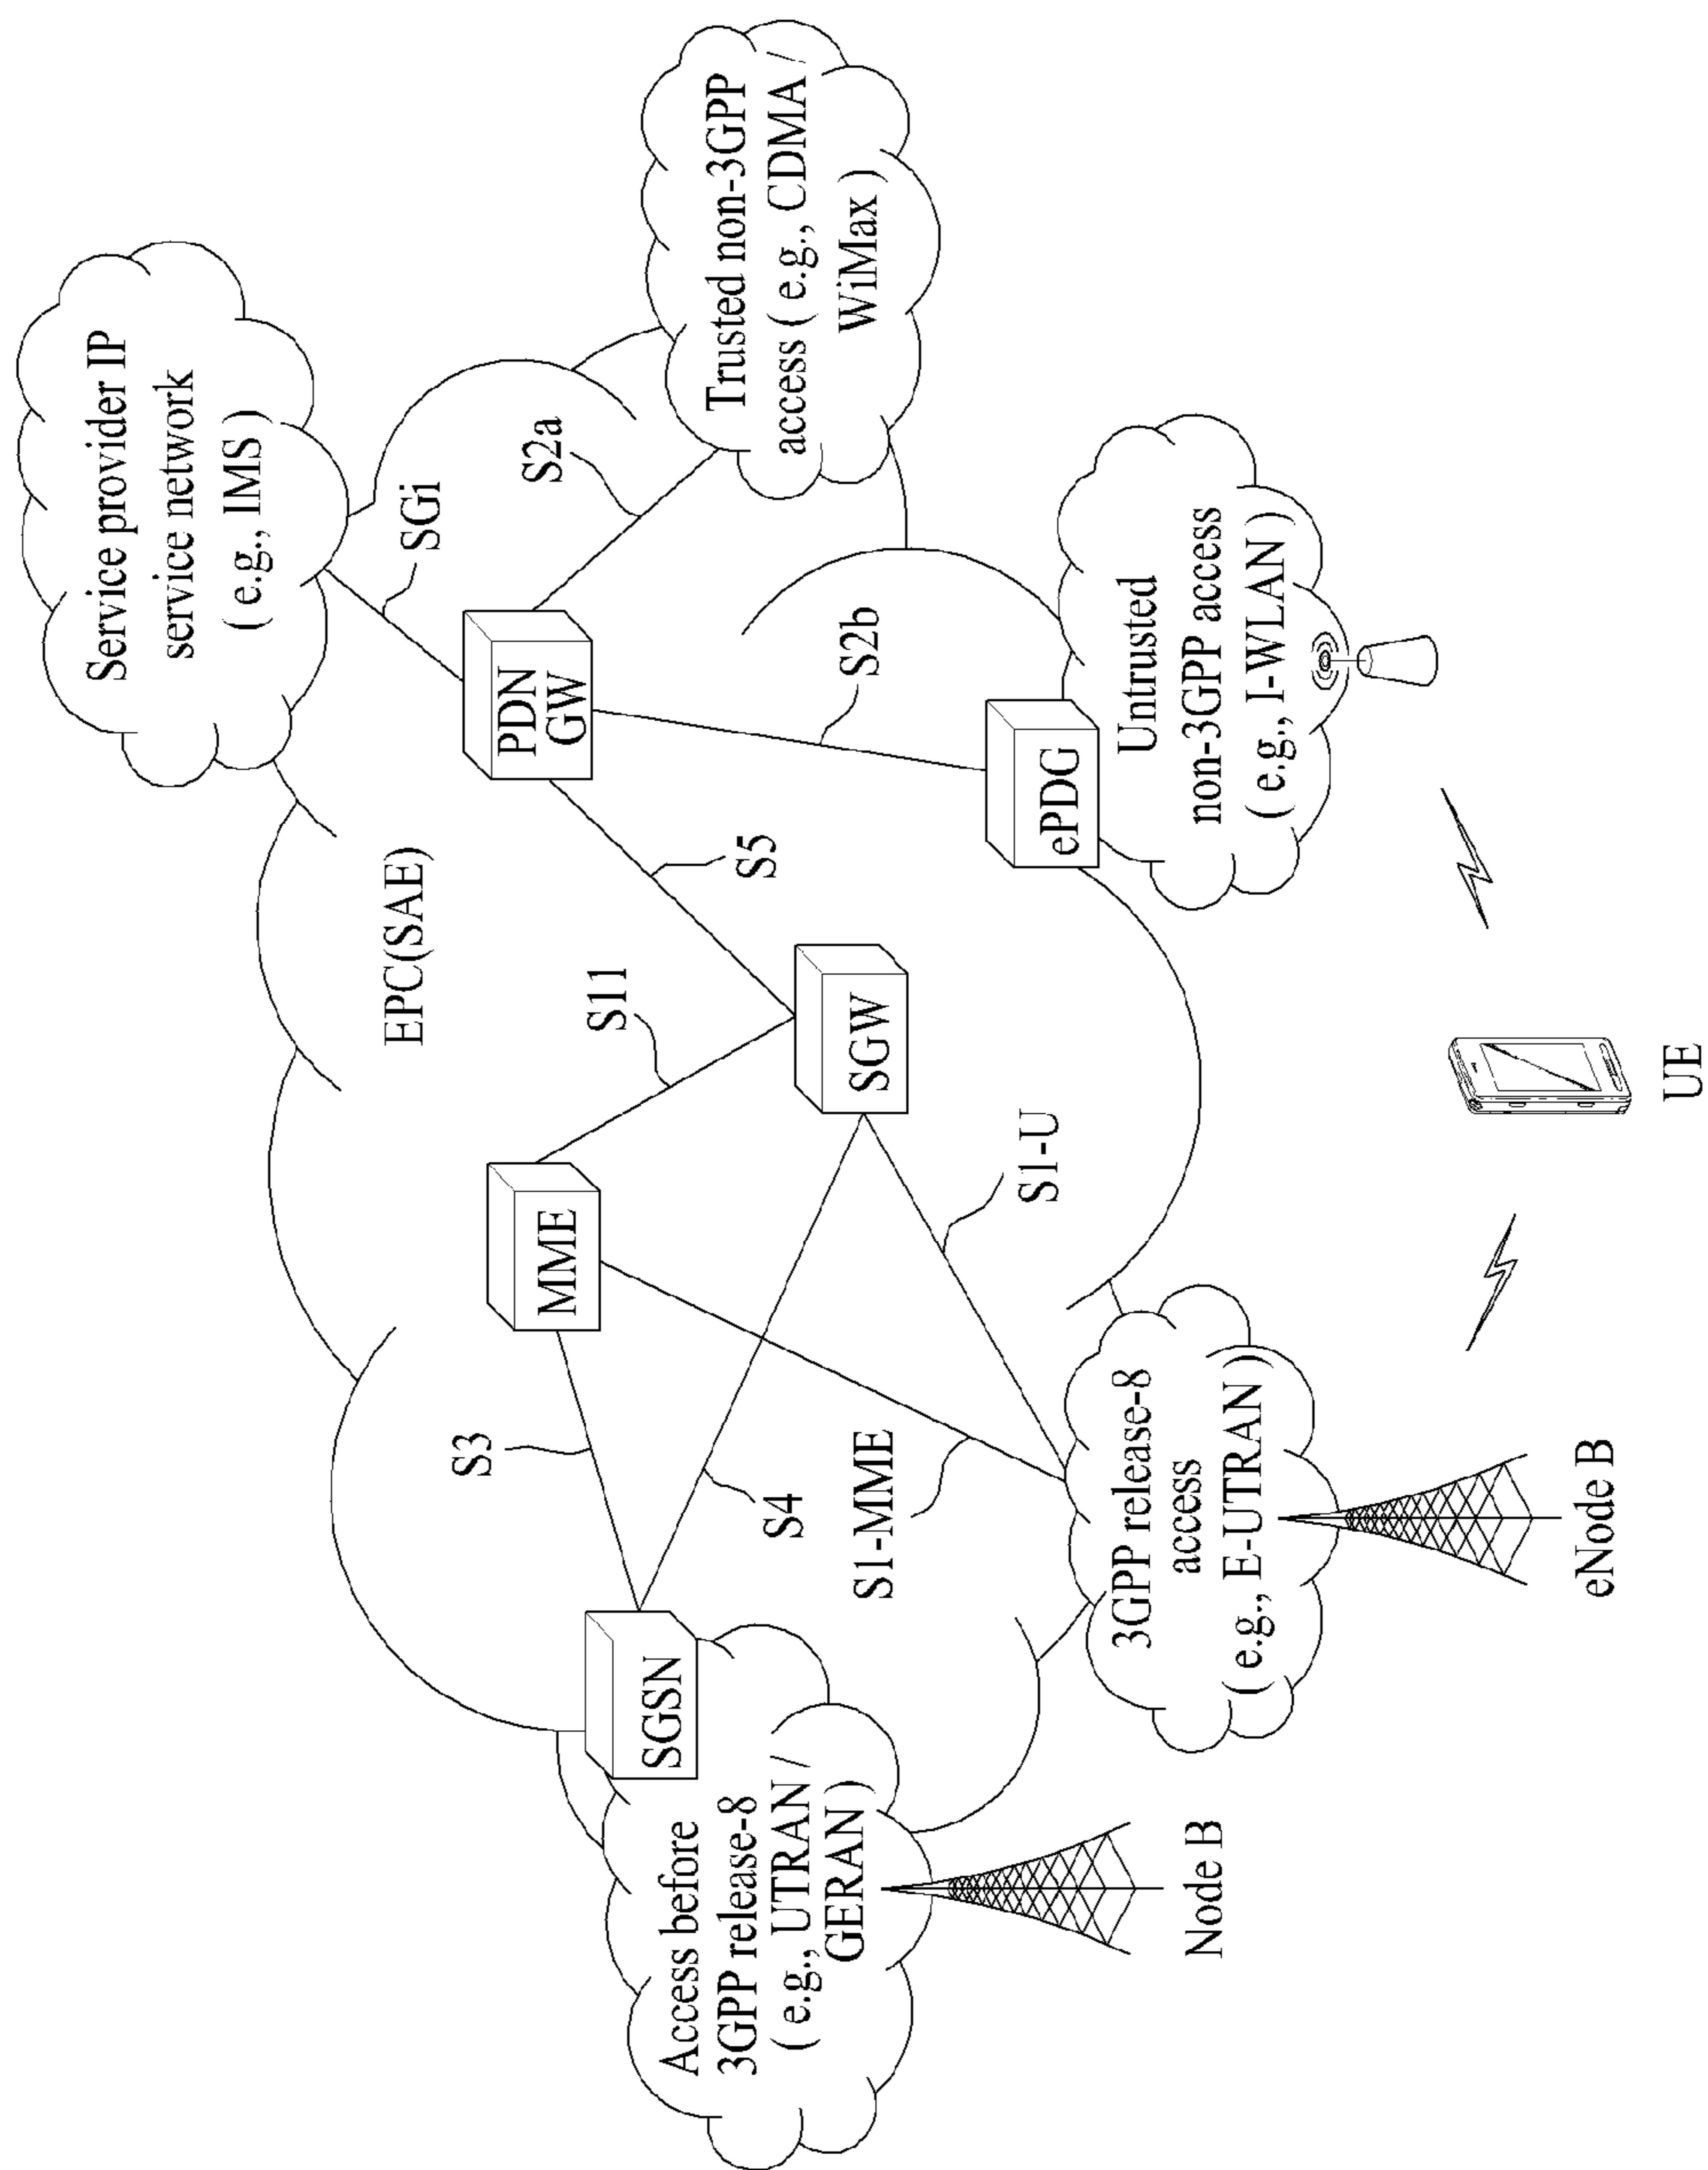 Service provider IP
service network
( e.g., IMS )
SGi
S2a
Trusted non-3GPP
access ( e.g., CDMA /
WiMax )
EPC(SAE)
PDN
GW
S11
S5
S2b
MME
SGW
ePDG
Untrusted
non-3GPP access
( e.g., I-WLAN )
S3
S4
S1-MME
S1-U
SGSN
Access before
3GPP release-8
( e.g., UTRAN /
GERAN )
3GPP release-8
access
( e.g., E-UTRAN )
Node B
eNode B
UE